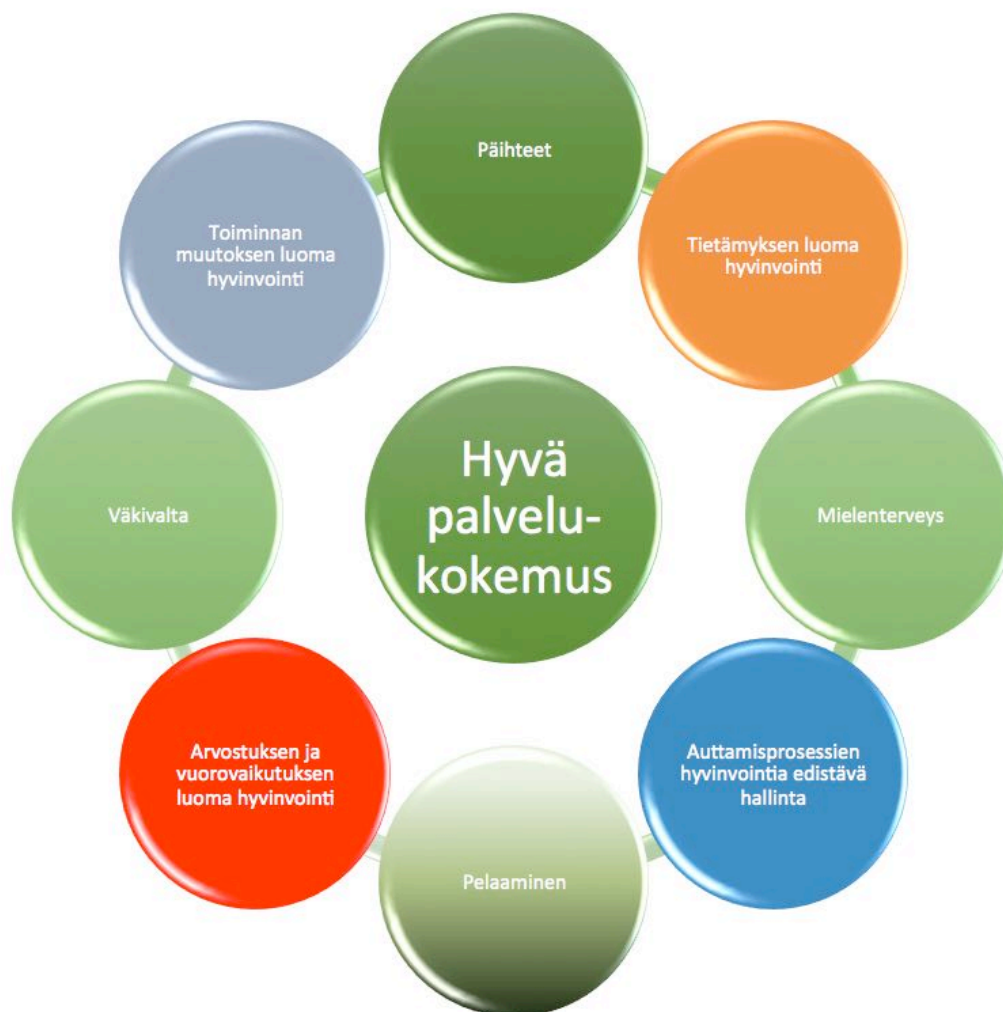 Päihteet
Tietämyksen luoma
hyvinvointi
Mielenterveys
Auttamisprosessien
hyvinvointia edistävä
hallinta
Pelaaminen
Arvostuksen ja
vuorovaikutuksen
luoma hyvinvointi
Väkivalta
Toiminnan
muutoksen luoma
hyvinvointi
Hyvä
palvelu-
kokemus